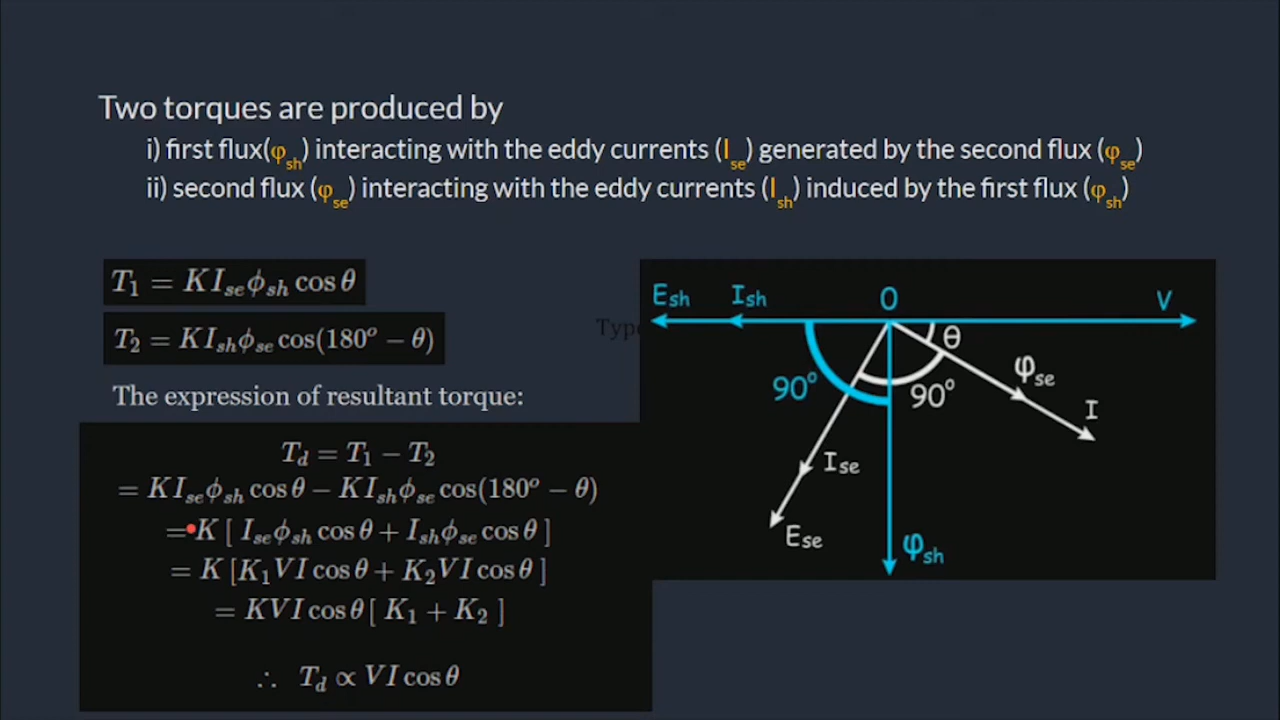 Two torques are produced by
i) first flux(φsh) interacting with the eddy currents (Ise) generated by the second flux (φse)
ii) second flux (φse) interacting with the eddy currents (Ish) induced by the first flux (φsh)
T₁ = KIseϕsh cos θ
T₂ = KIshϕse cos(180° − θ)
The expression of resultant torque:
Td = T₁ − T₂
= KIseϕsh cos θ − KIshϕse cos(180° − θ)
= K [ Iseϕsh cos θ + Ishϕse cos θ ]
= K [K₁VI cos θ + K₂VI cos θ ]
= KVI cos θ [ K₁ + K₂ ]
∴ Td ∝ VI cos θ
Type
Esh Ish O V
θ
φse
90° 90°
I
Ise
Ese
φsh